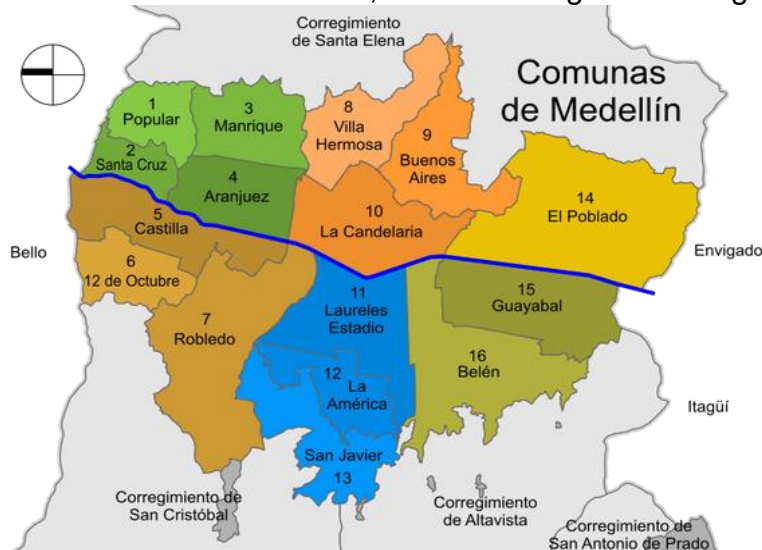 Corregimiento
de Santa Elena
Comunas
de Medellín
1
Popular
3
Manrique
8
Villa
Hermosa
9
Buenos
Aires
2
Santa Cruz
4
Aranjuez
14
El Poblado
5
Castilla
10
La Candelaria
Bello
Envigado
6
12 de Octubre
11
Laureles
Estadio
15
Guayabal
7
Robledo
16
Belén
12
La
América
Itagüí
San Javier
13
Corregimiento de
San Cristóbal
Corregimiento
de Altavista
Corregimiento de
San Antonio de Prado